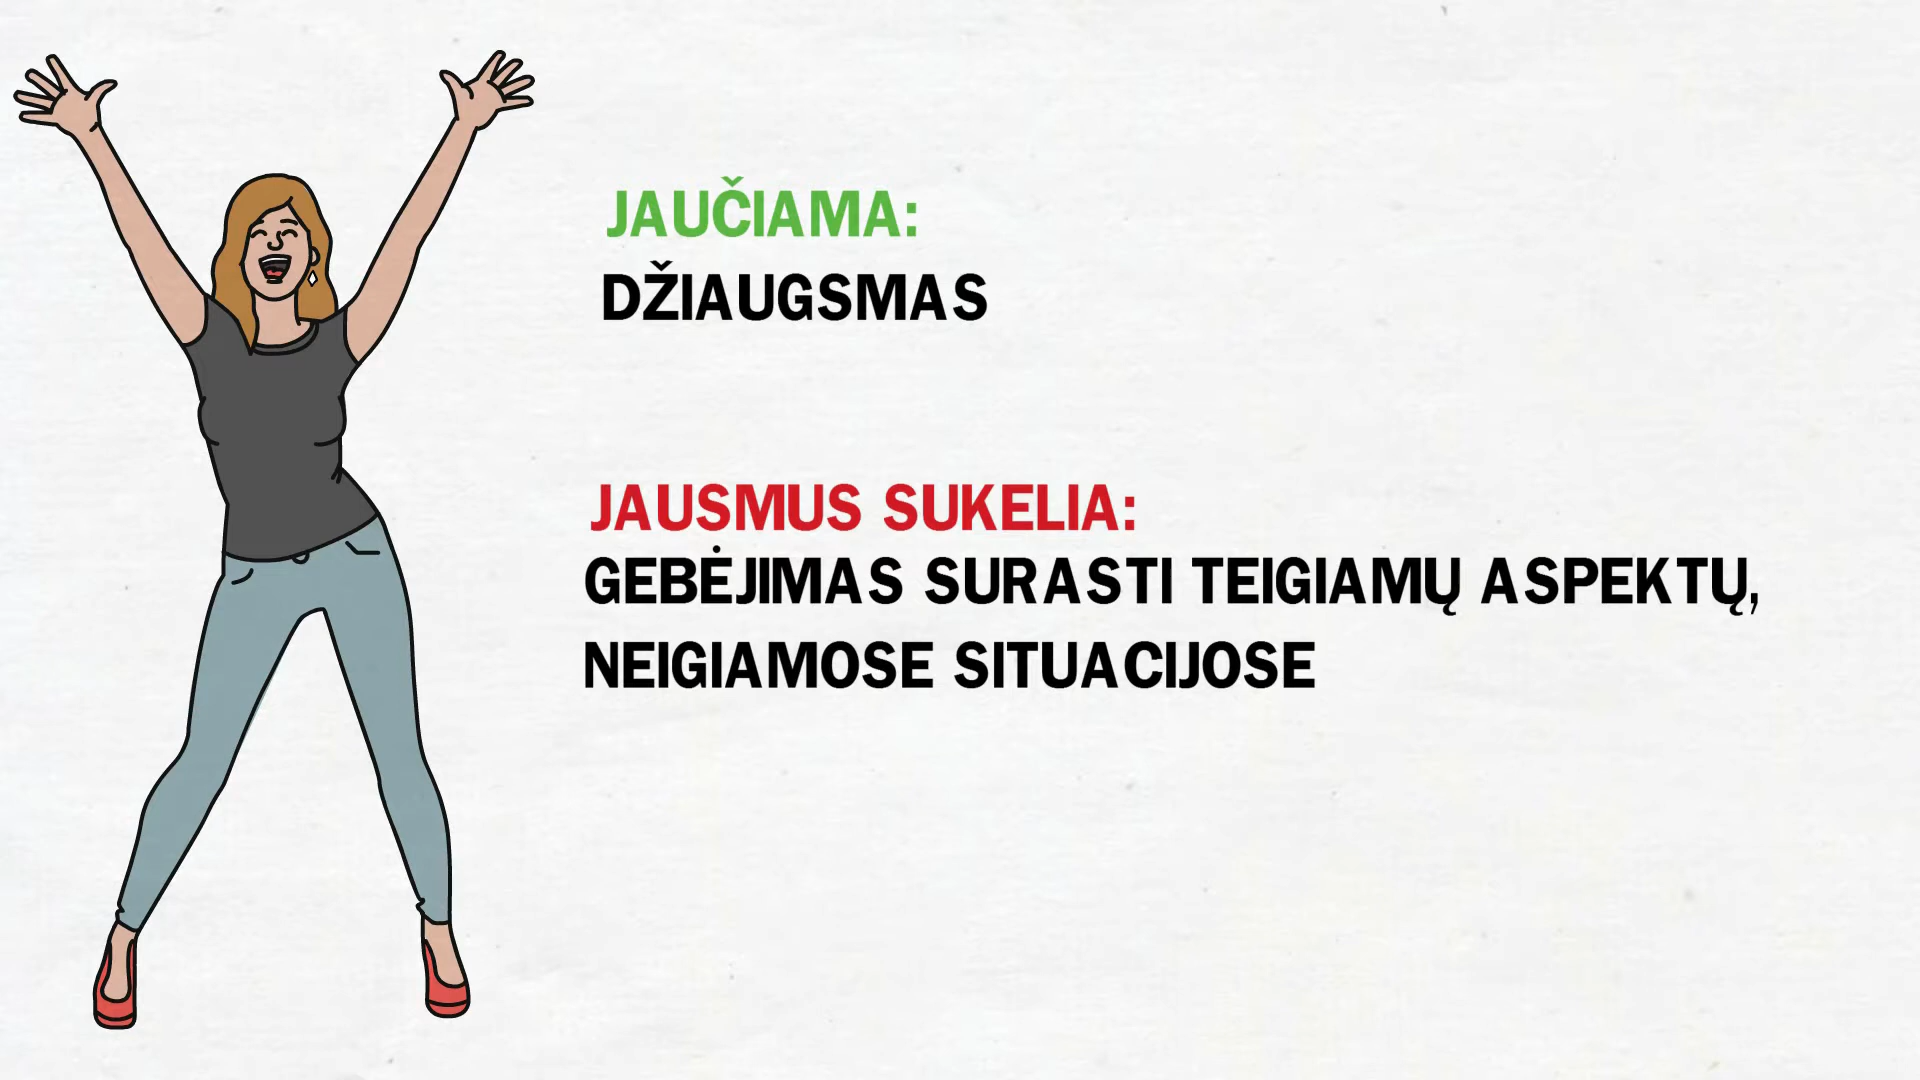 JAUČIAMA:
DŽIAUGSMAS
JAUSMUS SUKELIA:
GEBĖJIMAS SURASTI TEIGIAMŲ ASPEKTŲ,
NEIGIAMOSE SITUACIJOSE